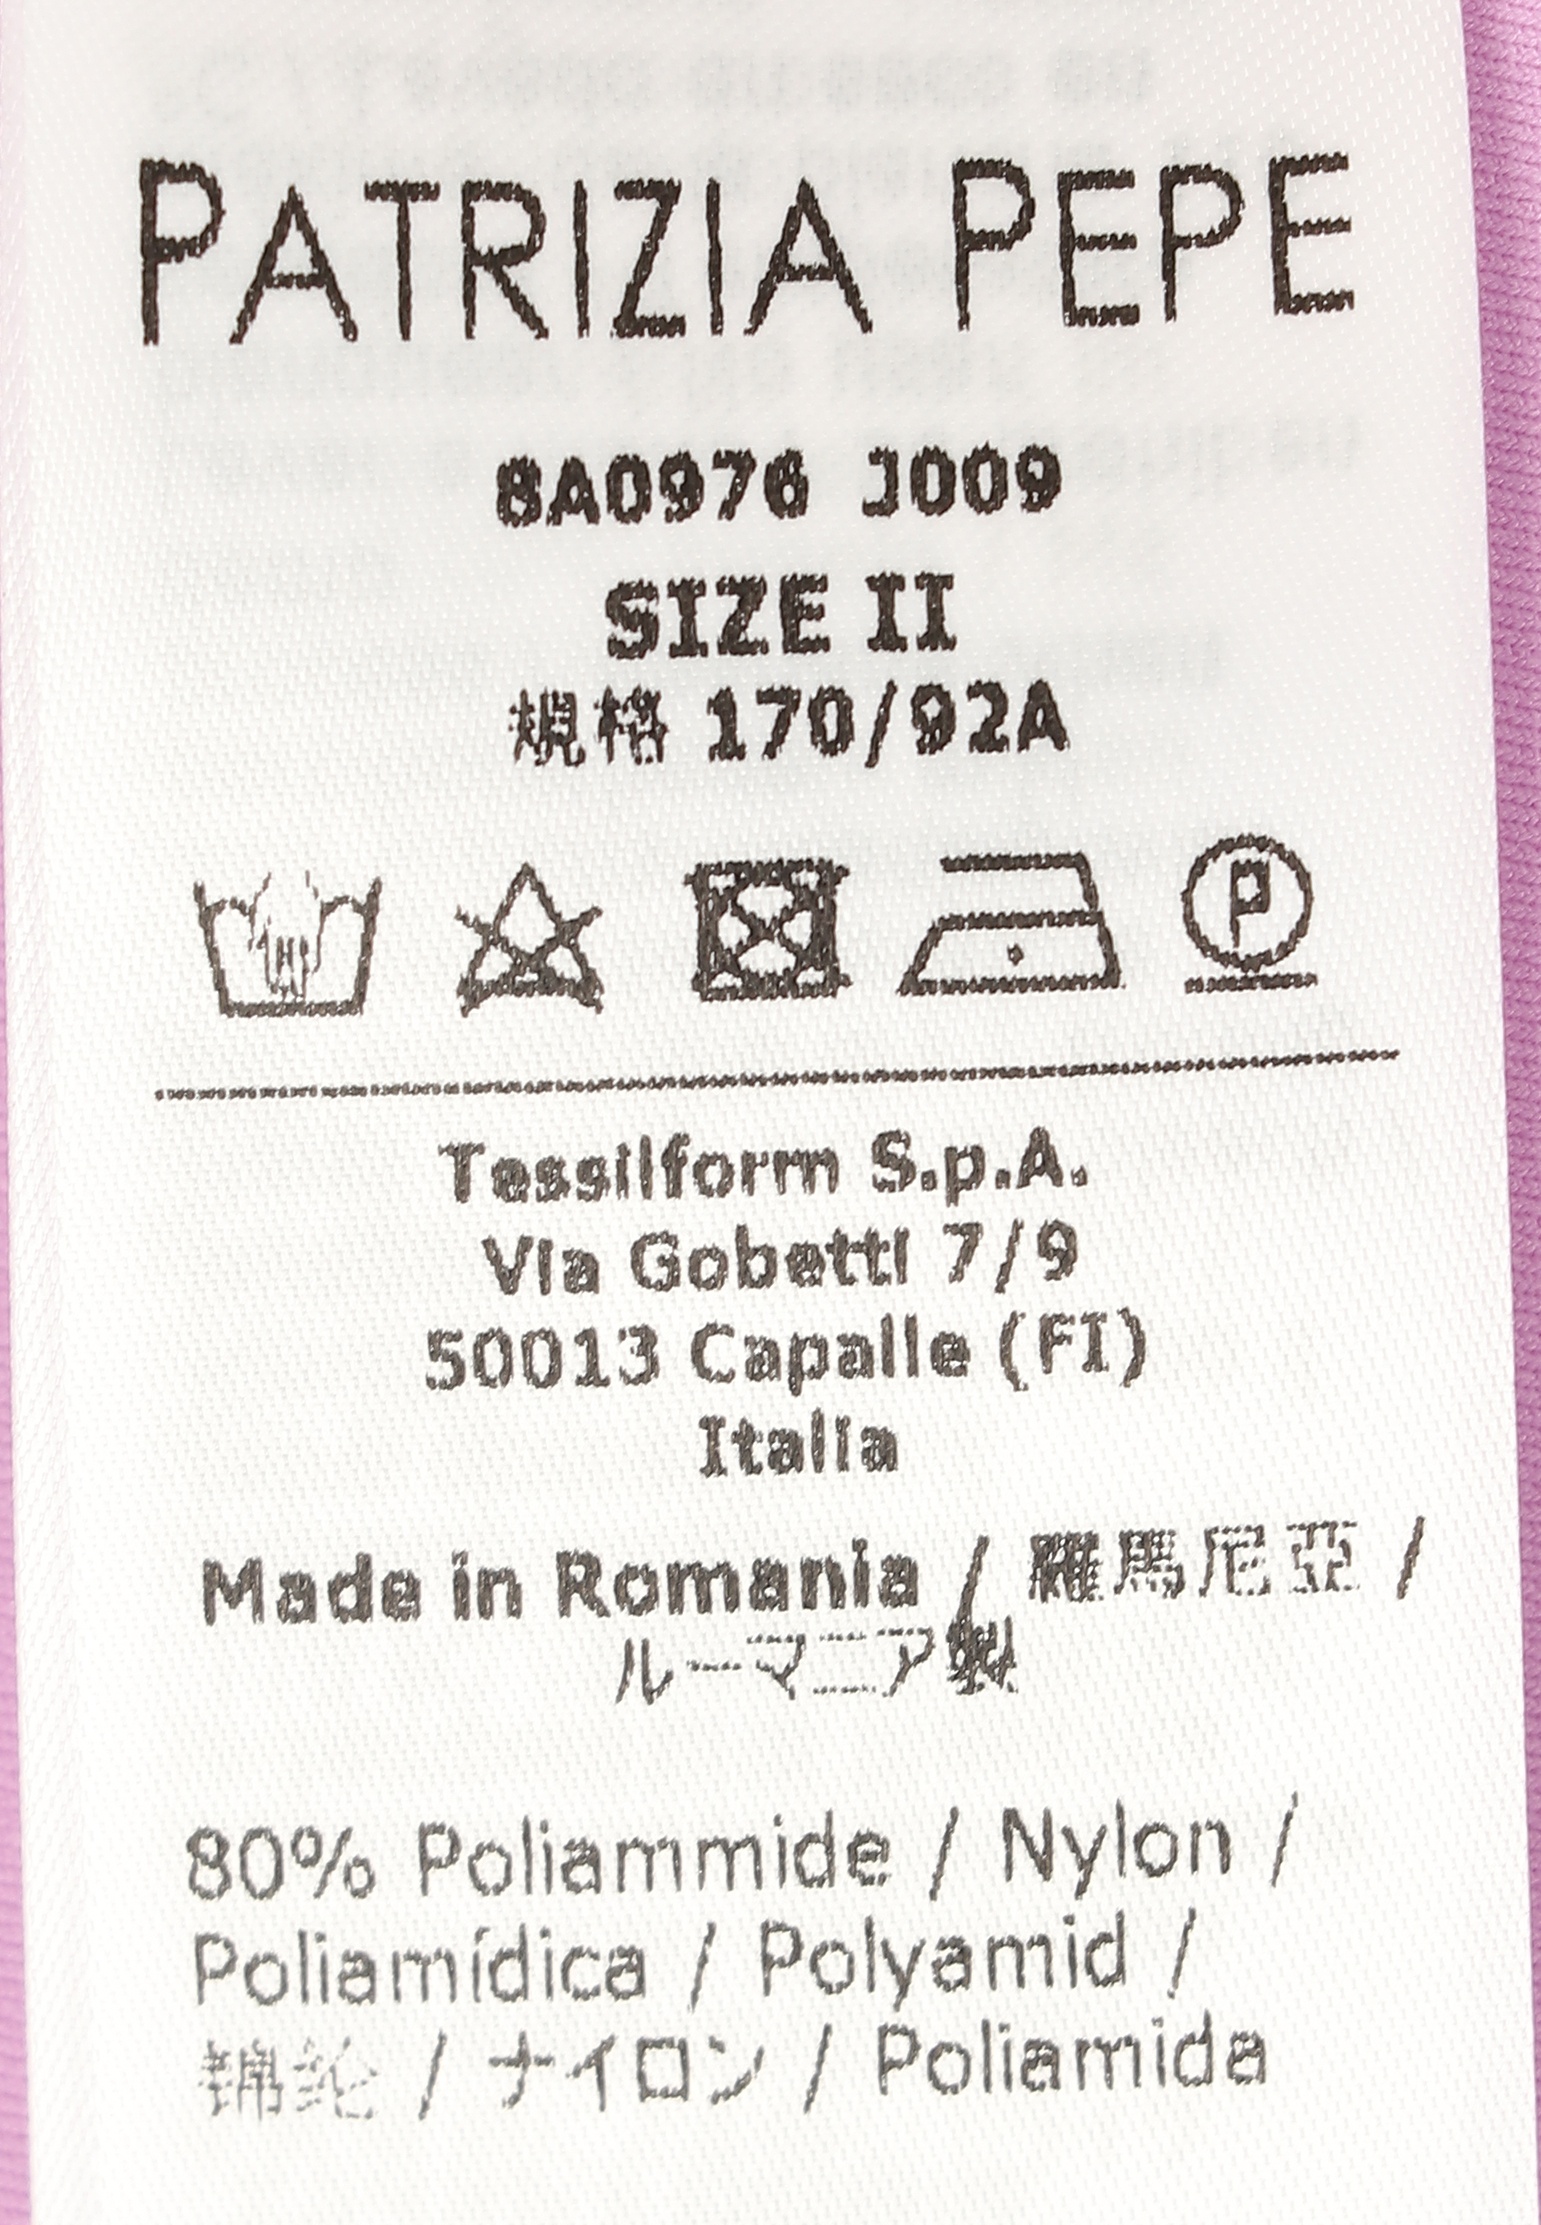 PATRIZIA PEPE
8A0976 J009
SIZE II
規格 170/92A
P
Tessilform S.p.A.
Via Gobetti 7/9
50013 Capalle (FI)
Italia
Made in Romania / 羅馬尼亞 /
ルーマニア製
80% Poliammide / Nylon /
Poliamídica / Polyamid /
锦纶 / ナイロン / Poliamida